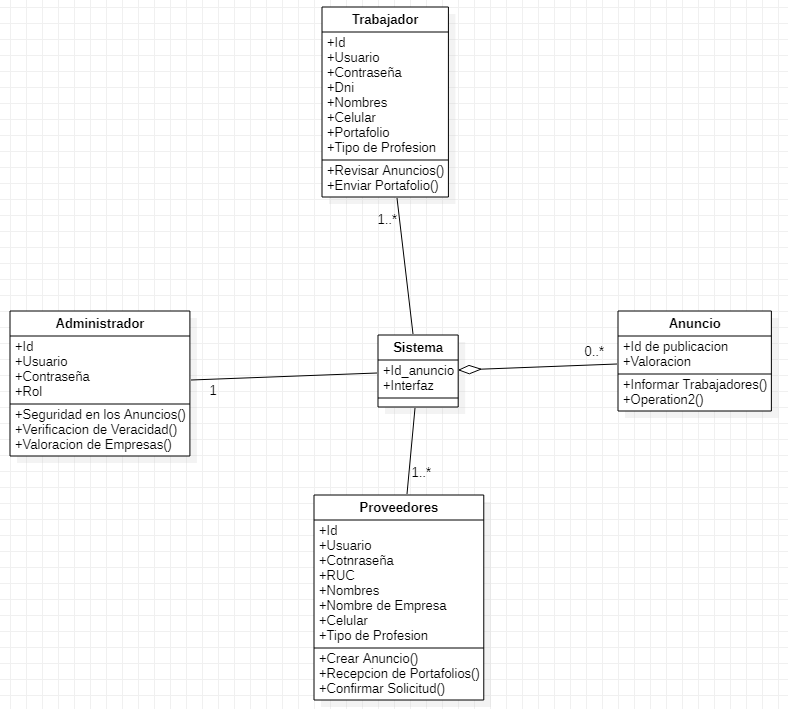 Trabajador
+Id
+Usuario
+Contraseña
+Dni
+Nombres
+Celular
+Portafolio
+Tipo de Profesion
+Revisar Anuncios()
+Enviar Portafolio()
1..*
Administrador
+Id
+Usuario
+Contraseña
+Rol
+Seguridad en los Anuncios()
+Verificacion de Veracidad()
+Valoracion de Empresas()
1
Sistema
+Id_anuncio
+Interfaz
0..*
Anuncio
+Id de publicacion
+Valoracion
+Informar Trabajadores()
+Operation2()
1..*
Proveedores
+Id
+Usuario
+Cotnraseña
+RUC
+Nombres
+Nombre de Empresa
+Celular
+Tipo de Profesion
+Crear Anuncio()
+Recepcion de Portafolios()
+Confirmar Solicitud()